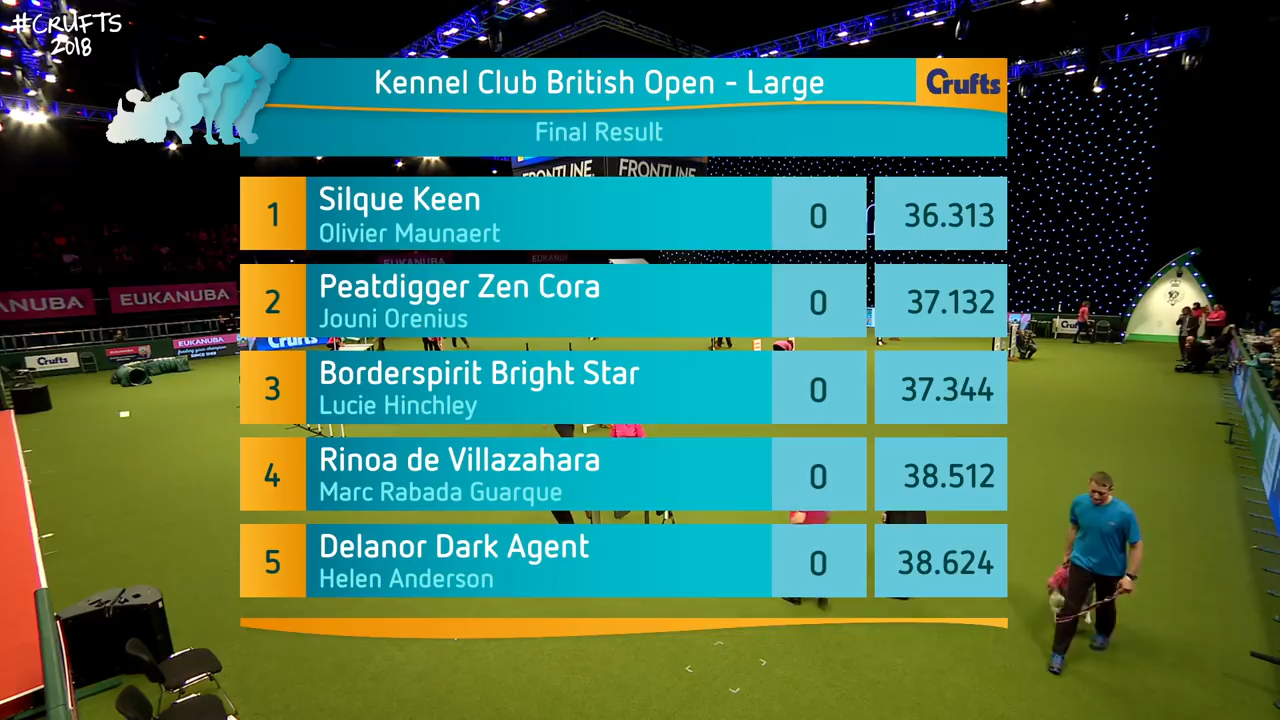 #CRUFTS
2018
Kennel Club British Open - Large
Crufts
Final Result
FRONTLINE
FRONTLINE
1 Silque Keen 0 36.313
Olivier Maunaert
EUKANUBA
2 Peatdigger Zen Cora 0 37.132
Jouni Orenius
EUKANUBA
EUKANUBA
Crufts
Crufts
Crufts
3 Borderspirit Bright Star 0 37.344
Lucie Hinchley
4 Rinoa de Villazahara 0 38.512
Marc Rabada Guarque
5 Delanor Dark Agent 0 38.624
Helen Anderson